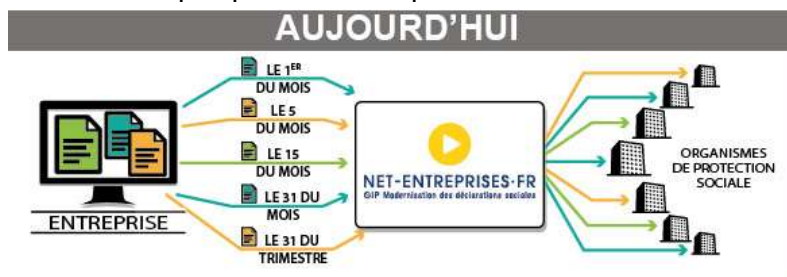 AUJOURD'HUI
LE 1ER
DU MOIS
LE 5
DU MOIS
LE 15
DU MOIS
LE 31 DU
MOIS
LE 31 DU
TRIMESTRE
ENTREPRISE
NET-ENTREPRISES·FR
GIP Modernisation des déclarations sociales
ORGANISMES
DE PROTECTION
SOCIALE